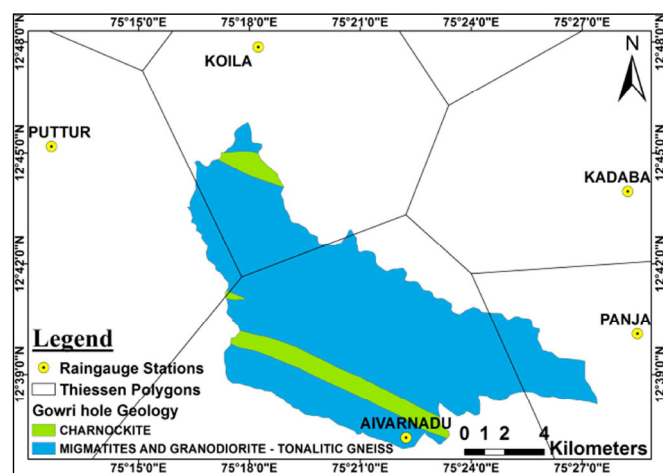 75°15'0"E 75°18'0"E 75°21'0"E 75°24'0"E 75°27'0"E
12°48'0"N
12°48'0"N
KOILA
N
PUTTUR
12°45'0"N
12°45'0"N
KADABA
12°42'0"N
12°42'0"N
PANJA
Legend
Raingauge Stations
Thiessen Polygons
Gowri hole Geology
CHARNOCKITE
MIGMATITES AND GRANODIORITE - TONALITIC GNEISS
12°39'0"N
12°39'0"N
AIVARNADU
0 1 2 4
Kilometers
75°15'0"E 75°18'0"E 75°21'0"E 75°24'0"E 75°27'0"E